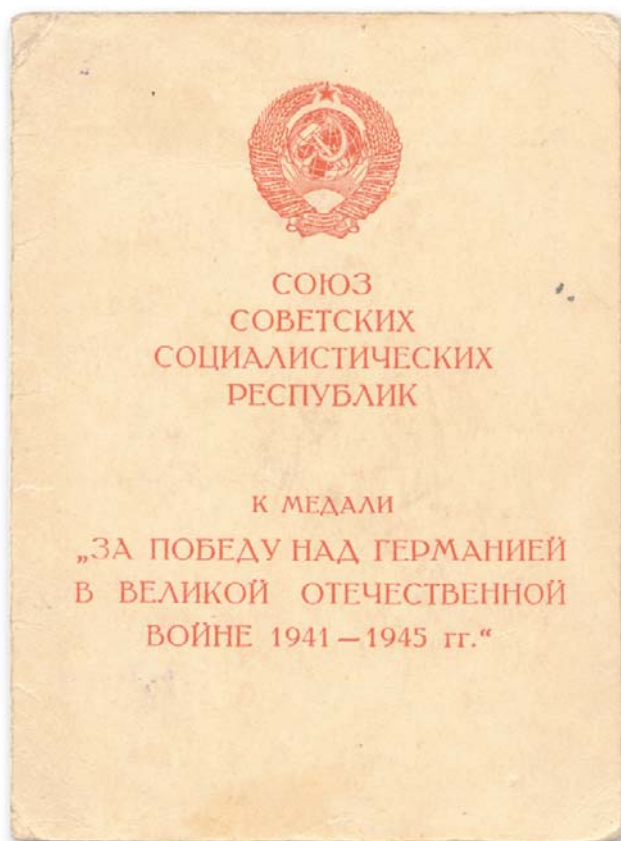 СОЮЗ
СОВЕТСКИХ
СОЦИАЛИСТИЧЕСКИХ
РЕСПУБЛИК
К МЕДАЛИ
„ЗА ПОБЕДУ НАД ГЕРМАНИЕЙ
В ВЕЛИКОЙ ОТЕЧЕСТВЕННОЙ
ВОЙНЕ 1941—1945 гг.“